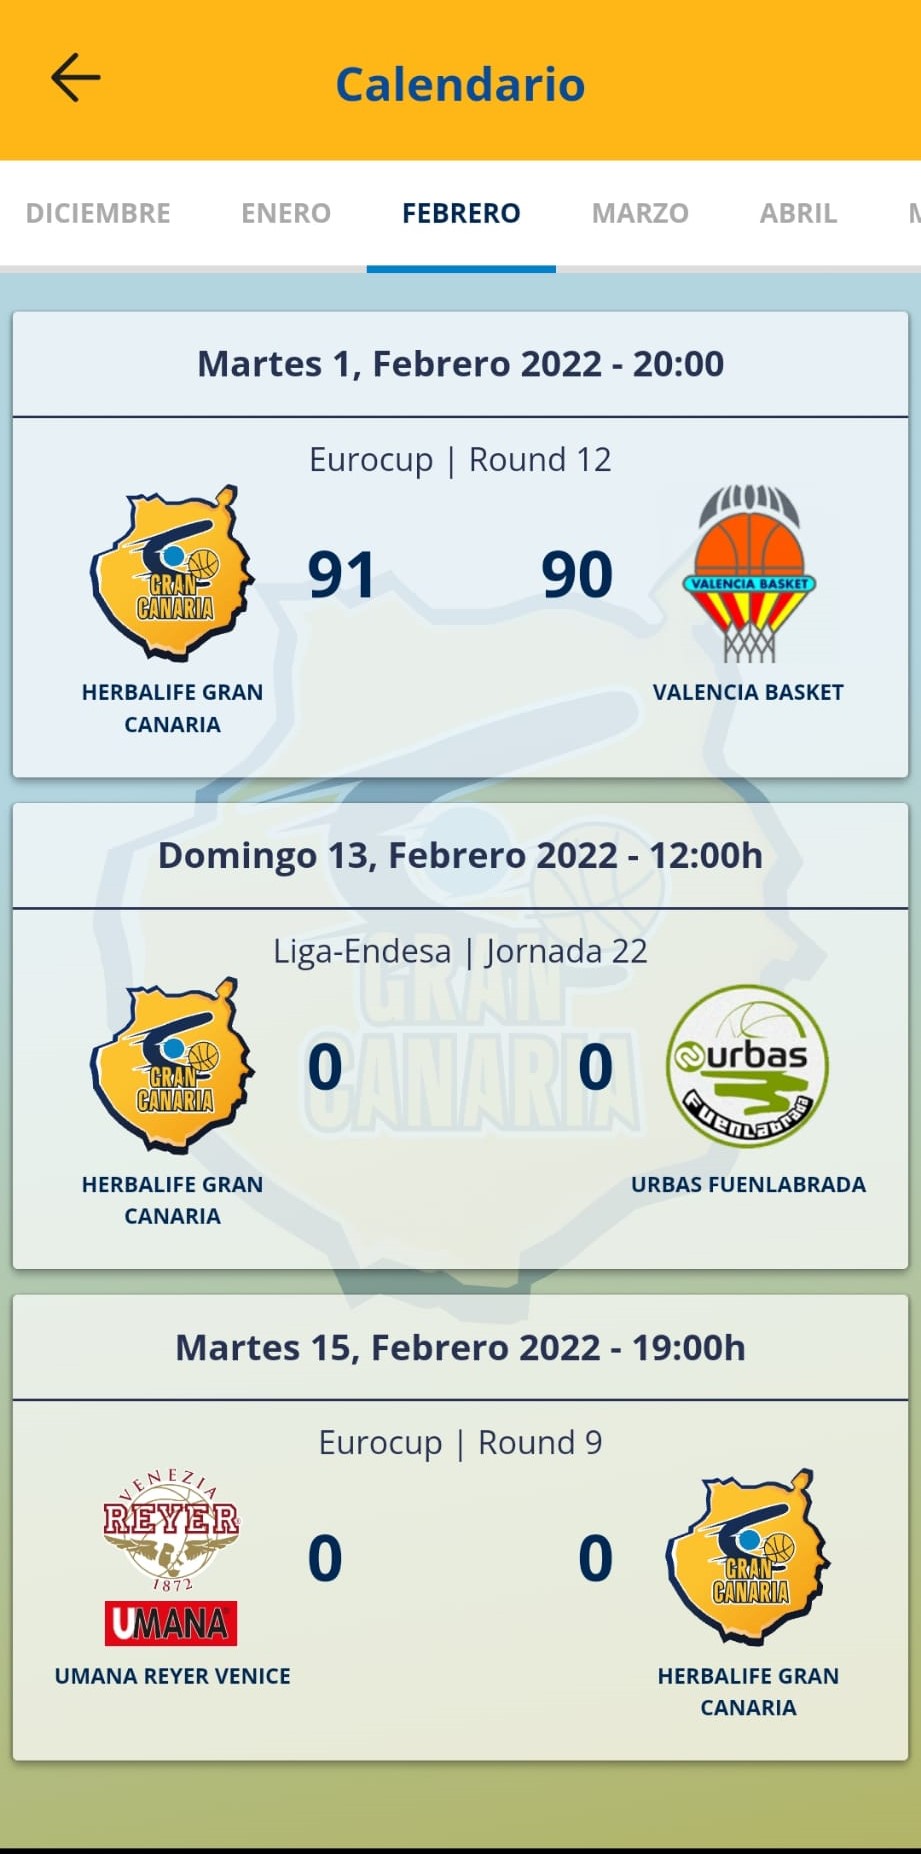 Calendario
DICIEMBRE ENERO FEBRERO MARZO ABRIL M
Martes 1, Febrero 2022 - 20:00
Eurocup | Round 12
GRAN
CANARIA
91 90
VALENCIA BASKET
HERBALIFE GRAN
CANARIA
VALENCIA BASKET
Domingo 13, Febrero 2022 - 12:00h
Liga-Endesa | Jornada 22
GRAN
CANARIA
GRAN
CANARIA
0 0
urbas
FUENLABRADA
HERBALIFE GRAN
CANARIA
URBAS FUENLABRADA
Martes 15, Febrero 2022 - 19:00h
Eurocup | Round 9
VENEZIA
REYER
1872
UMANA
0 0
GRAN
CANARIA
UMANA REYER VENICE
HERBALIFE GRAN
CANARIA